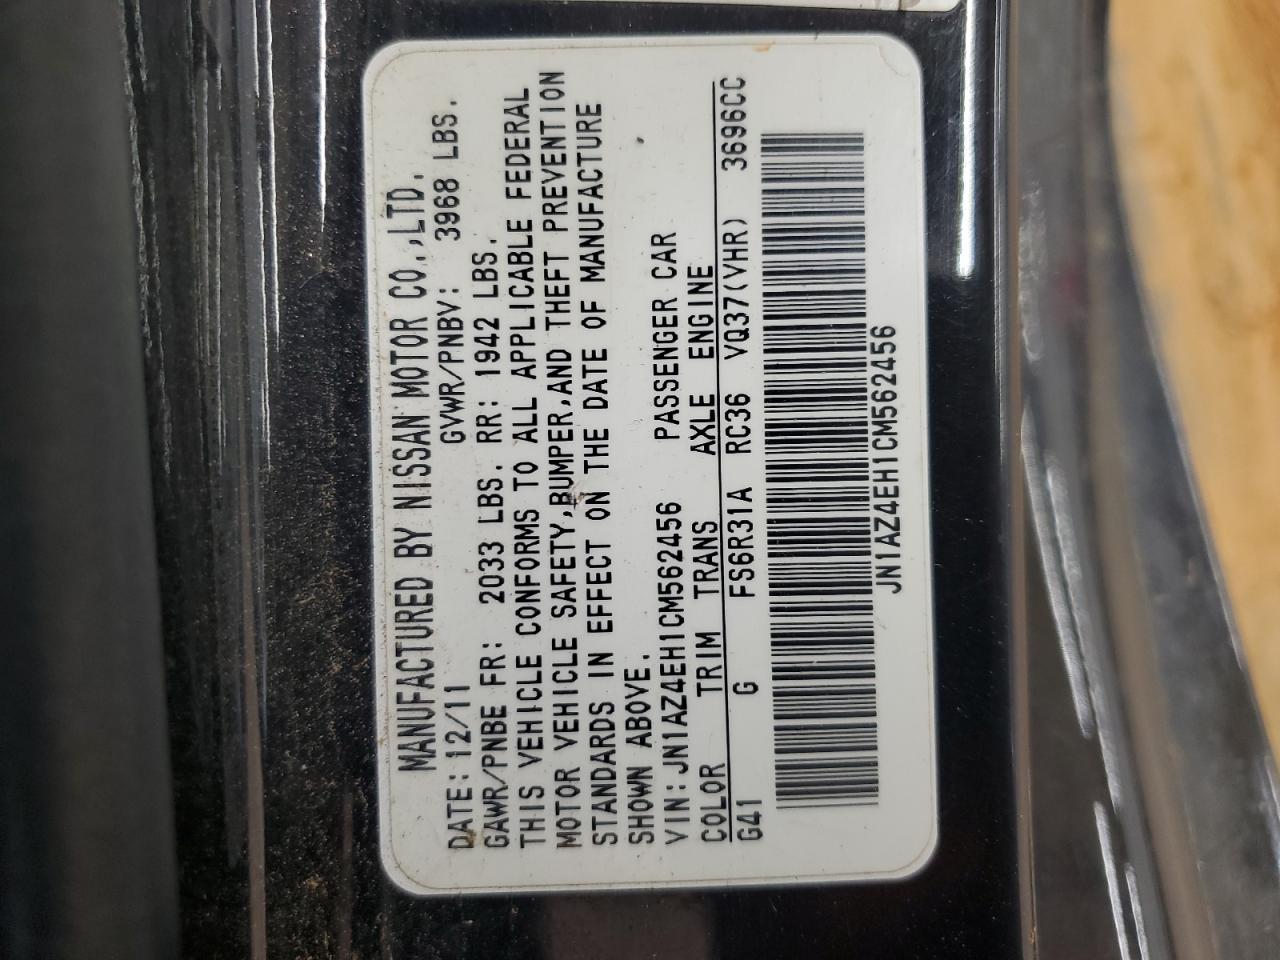 MANUFACTURED BY NISSAN MOTOR CO.,LTD.
DATE: 12/11 GVWR/PNBV: 3968 LBS.
GAWR/PNBE FR: 2033 LBS. RR: 1942 LBS.
THIS VEHICLE CONFORMS TO ALL APPLICABLE FEDERAL
MOTOR VEHICLE SAFETY,BUMPER,AND THEFT PREVENTION
STANDARDS IN EFFECT ON THE DATE OF MANUFACTURE
SHOWN ABOVE.
VIN: JN1AZ4EH1CM562456 PASSENGER CAR
COLOR TRIM TRANS AXLE ENGINE
G41 G FS6R31A RC36 VQ37(VHR) 3696CC
JN1AZ4EH1CM562456